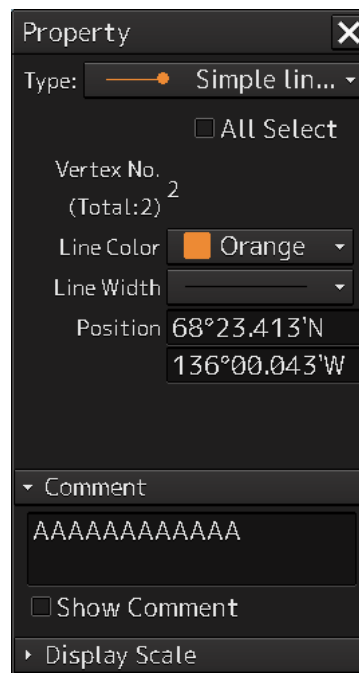 Property
Type: Simple lin...
All Select
Vertex No.
(Total:2) 2
Line Color Orange
Line Width
Position 68°23.413'N
136°00.043'W
Comment
AAAAAAAAAAAA
Show Comment
Display Scale